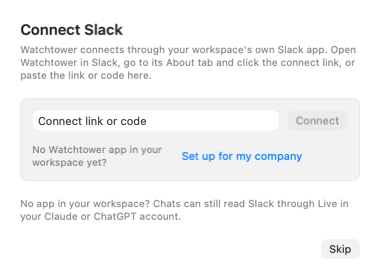 Connect Slack
Watchtower connects through your workspace's own Slack app. Open
Watchtower in Slack, go to its About tab and click the connect link, or
paste the link or code here.
Connect link or code
Connect
No Watchtower app in your
workspace yet?
Set up for my company
No app in your workspace? Chats can still read Slack through Live in
your Claude or ChatGPT account.
Skip